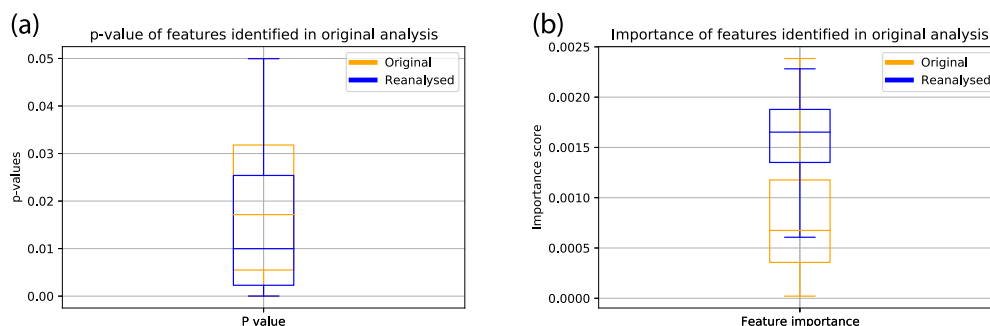 (a)
p-value of features identified in original analysis
Original
Reanalysed
0.05
0.04
0.03
0.02
0.01
0.00
p-values
P value
(b)
Importance of features identified in original analysis
Original
Reanalysed
0.0025
0.0020
0.0015
0.0010
0.0005
0.0000
Importance score
Feature importance